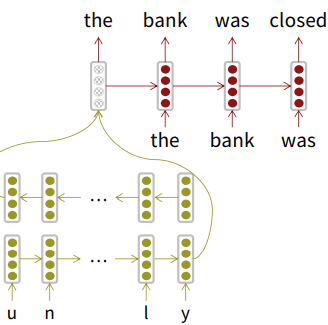 the bank was closed
the bank was
...
...
u n l y